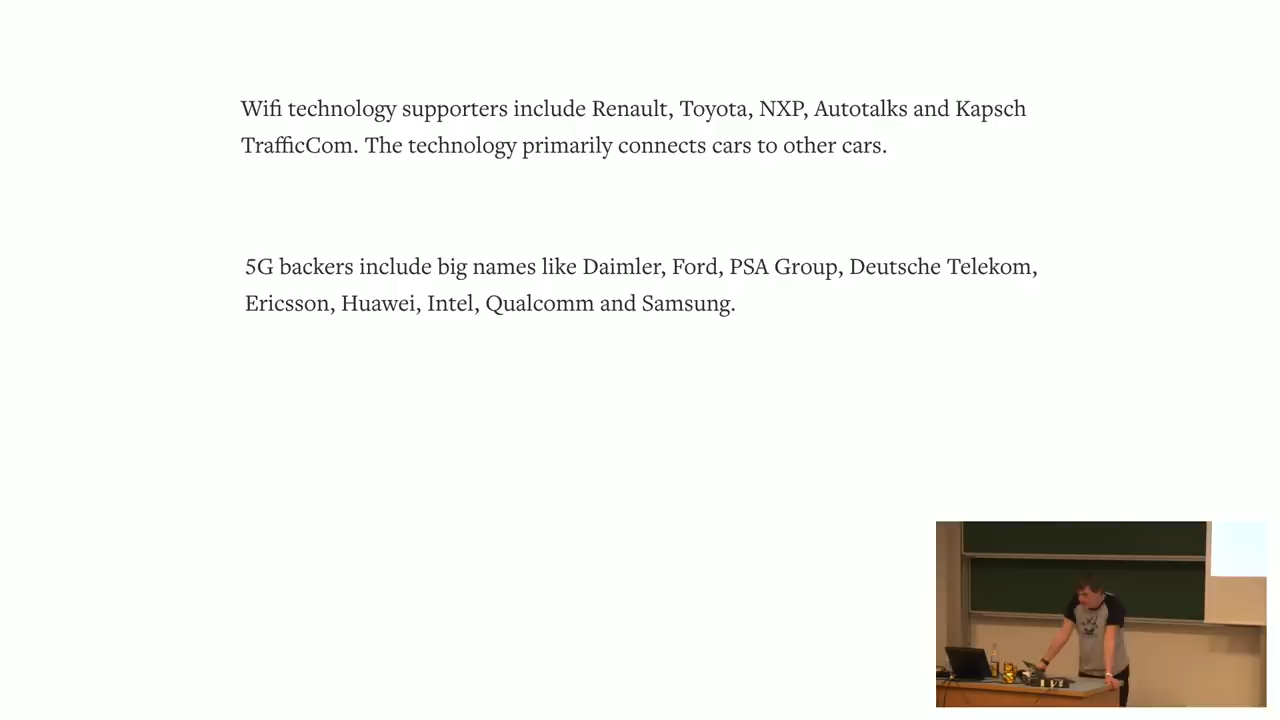 Wifi technology supporters include Renault, Toyota, NXP, Autotalks and Kapsch
TrafficCom. The technology primarily connects cars to other cars.
5G backers include big names like Daimler, Ford, PSA Group, Deutsche Telekom,
Ericsson, Huawei, Intel, Qualcomm and Samsung.